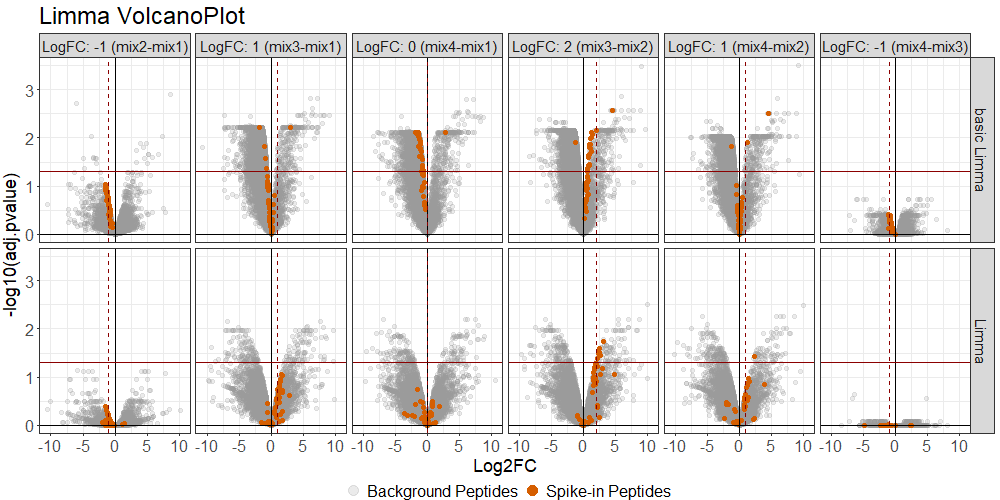 Limma VolcanoPlot
LogFC: -1 (mix2-mix1)
LogFC: 1 (mix3-mix1)
LogFC: 0 (mix4-mix1)
LogFC: 2 (mix3-mix2)
LogFC: 1 (mix4-mix2)
LogFC: -1 (mix4-mix3)
-log10(adj.pvalue)
3
2
1
0
basic Limma
3
2
1
0
Limma
-10 -5 0 5 10
-10 -5 0 5 10
-10 -5 0 5 10
-10 -5 0 5 10
-10 -5 0 5 10
-10 -5 0 5 10
Log2FC
Background Peptides
Spike-in Peptides